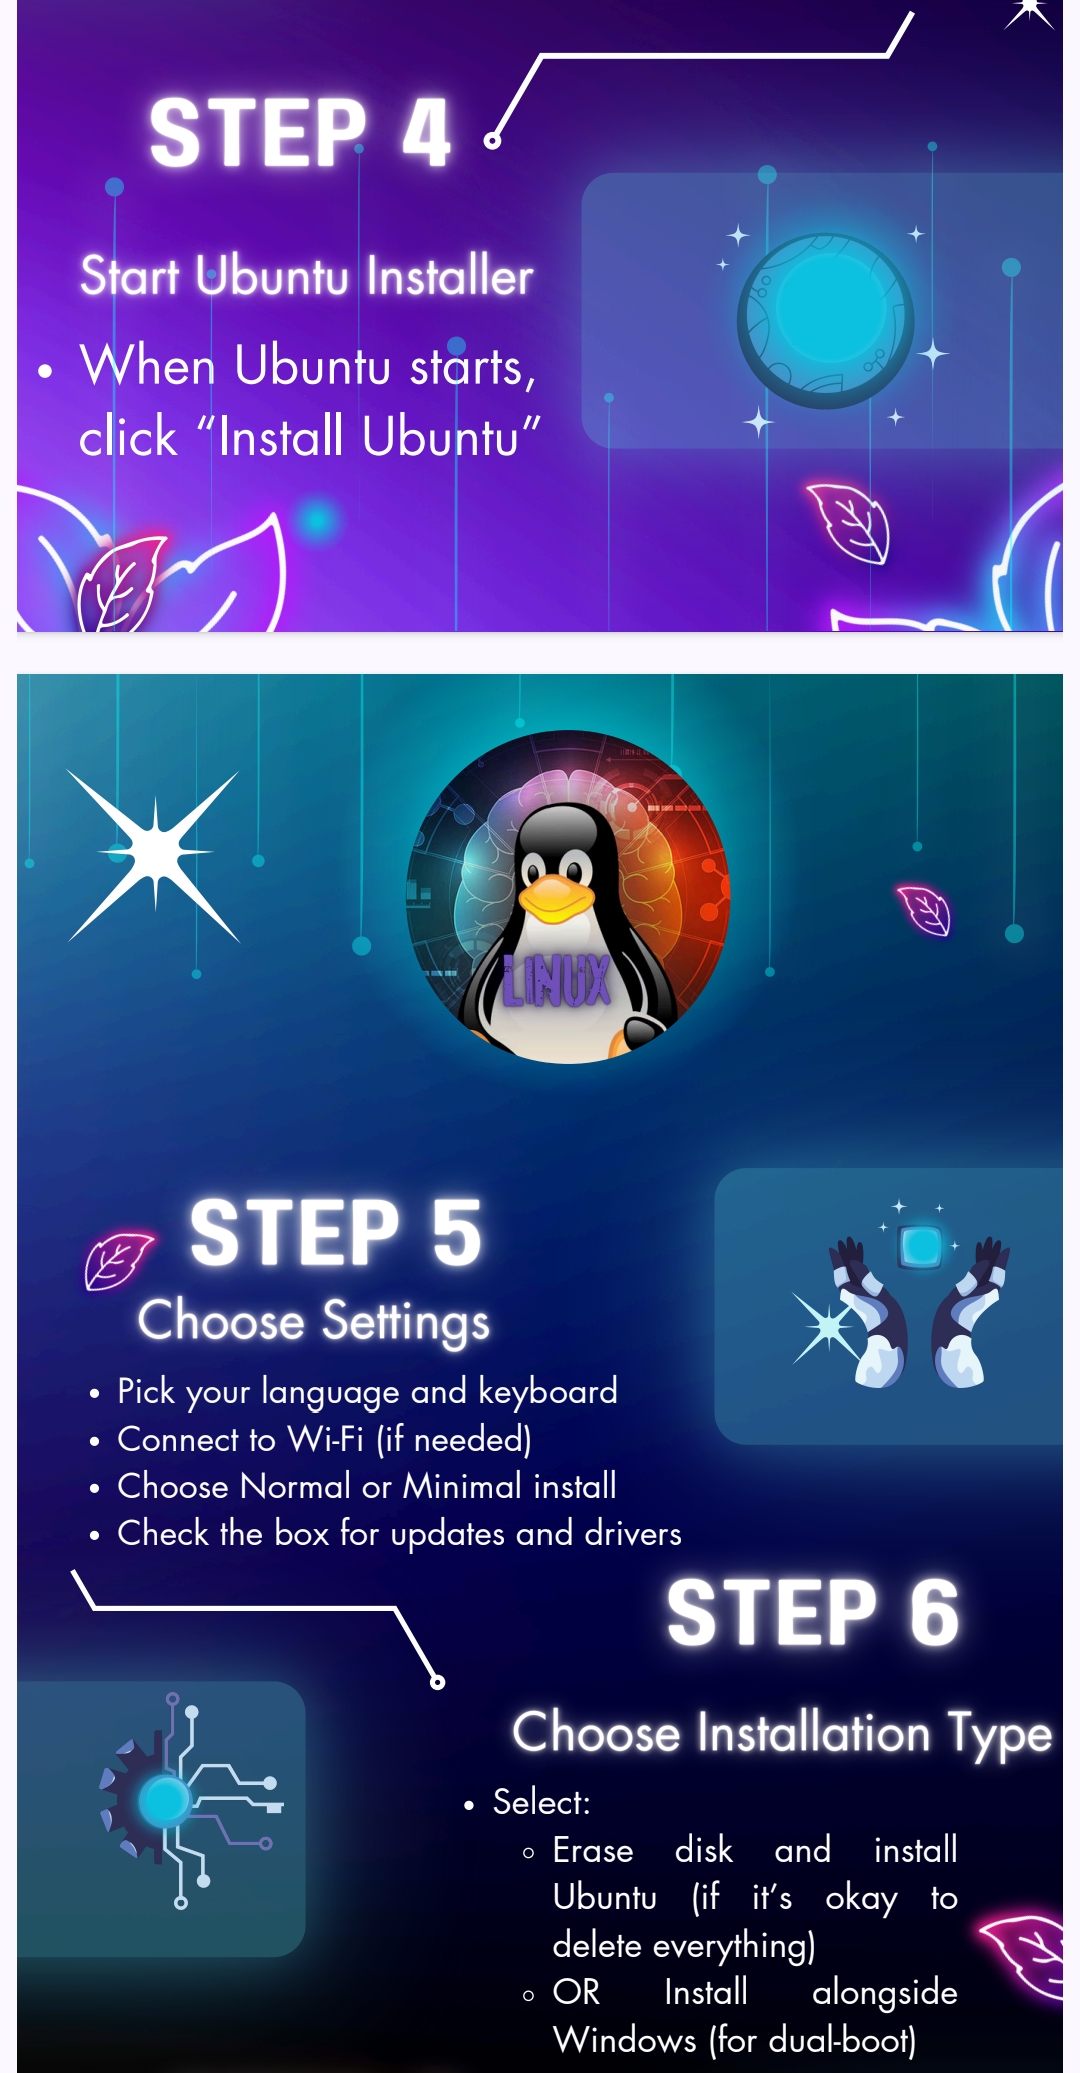 STEP 4
Start Ubuntu Installer
• When Ubuntu starts,
click “Install Ubuntu”
LINUX
STEP 5
Choose Settings
• Pick your language and keyboard
• Connect to Wi-Fi (if needed)
• Choose Normal or Minimal install
• Check the box for updates and drivers
STEP 6
Choose Installation Type
• Select:
◦ Erase disk and install
Ubuntu (if it’s okay to
delete everything)
◦ OR Install alongside
Windows (for dual-boot)